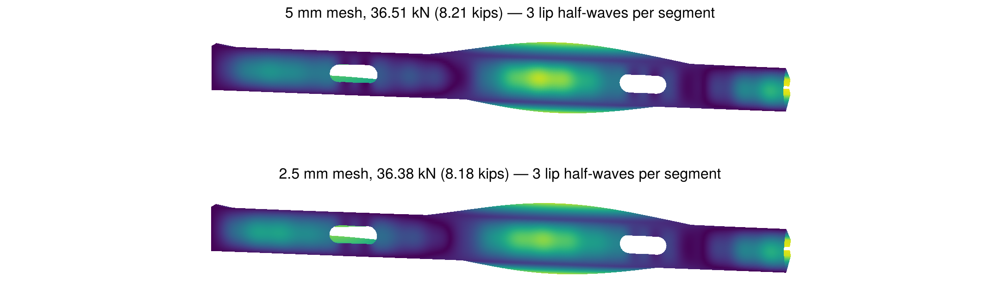 5 mm mesh, 36.51 kN (8.21 kips) — 3 lip half-waves per segment
2.5 mm mesh, 36.38 kN (8.18 kips) — 3 lip half-waves per segment